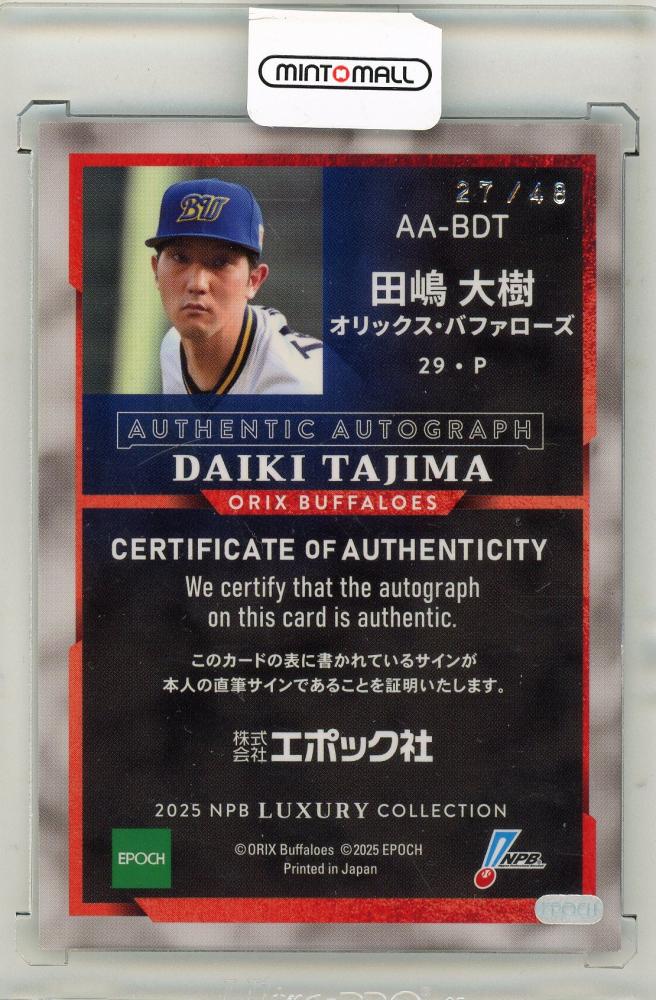 MINT MALL
27/48
AA-BDT
田嶋 大樹
オリックス・バファローズ
29・P
AUTHENTIC AUTOGRAPH
DAIKI TAJIMA
ORIX BUFFALOES
CERTIFICATE OF AUTHENTICITY
We certify that the autograph
on this card is authentic.
このカードの表に書かれているサインが
本人の直筆サインであることを証明いたします。
株式会社エポック社
2025 NPB LUXURY COLLECTION
EPOCH
©ORIX Buffaloes ©2025 EPOCH
Printed in Japan
NPB
EPOCH